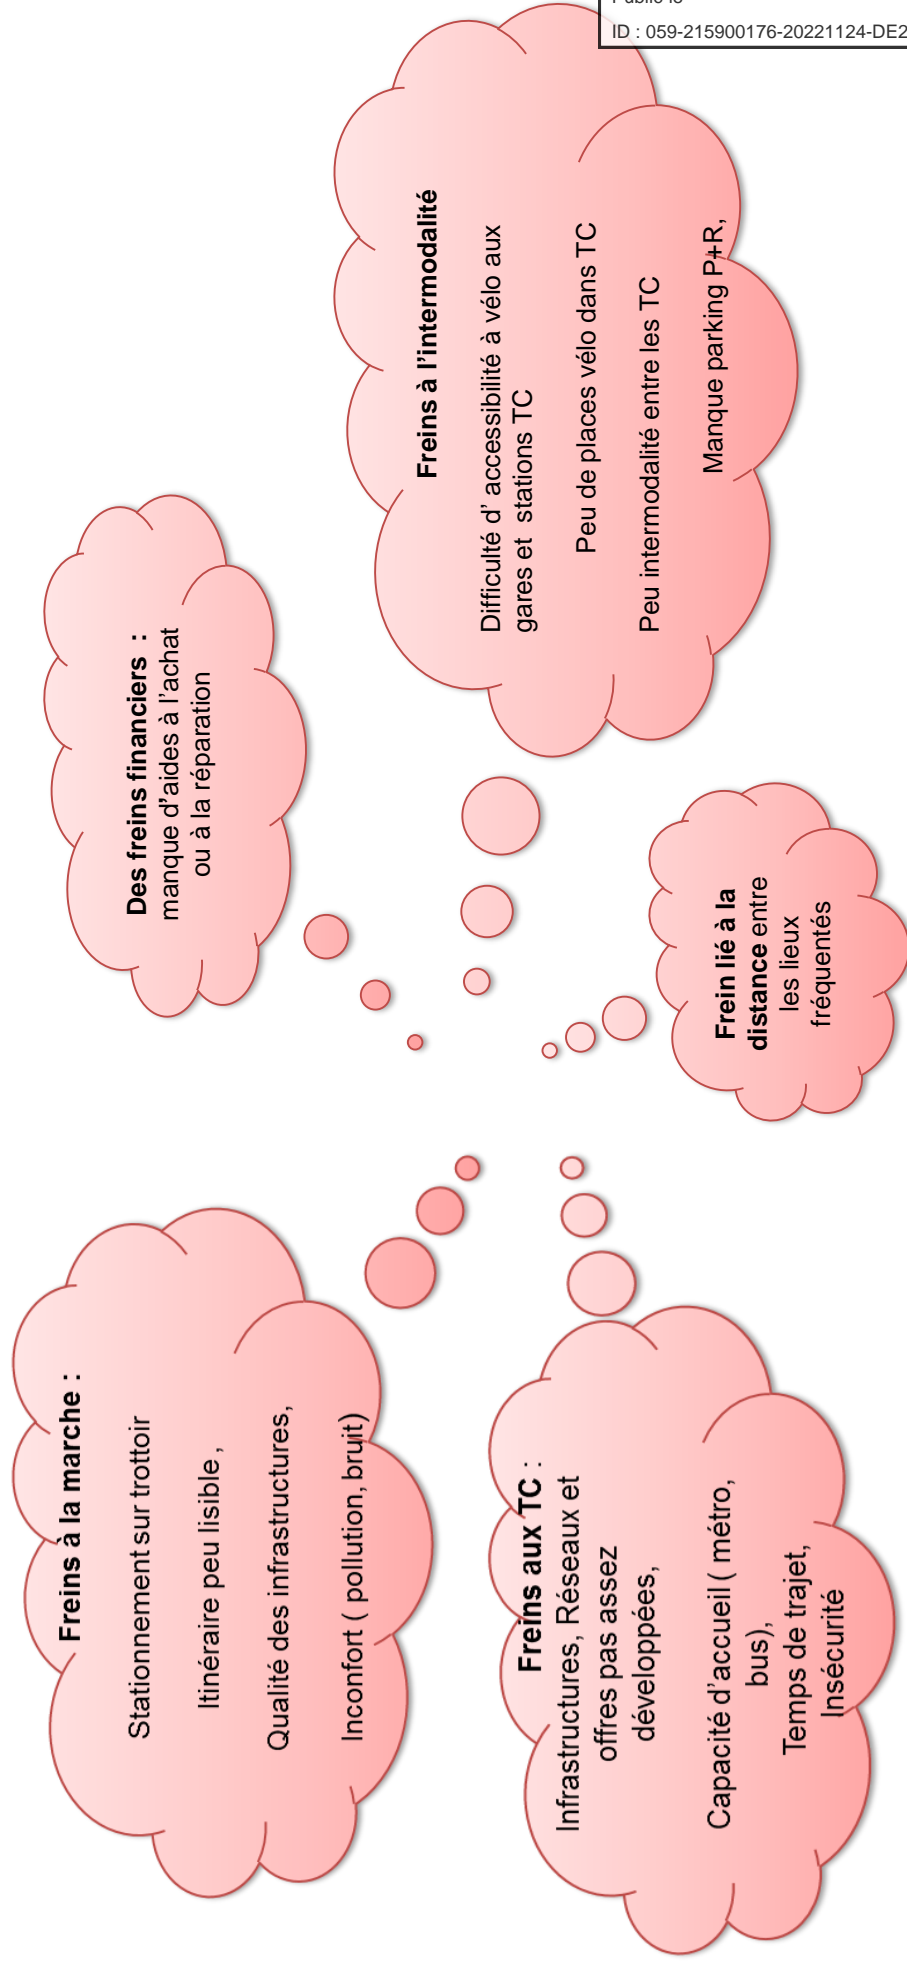 Publié le
ID : 059-215900176-20221124-DE2
Freins à la marche :
Stationnement sur trottoir
Itinéraire peu lisible ,
Qualité des infrastructures,
Inconfort ( pollution, bruit)
Des freins financiers :
manque d'aides à l'achat
ou à la réparation
Freins à l'intermodalité
Difficulté d' accessibilité à vélo aux
gares et stations TC
Peu de places vélo dans TC
Peu intermodalité entre les TC
Manque parking P+R,
Freins aux TC :
Infrastructures, Réseaux et
offres pas assez
développées,
Capacité d'accueil ( métro,
bus),
Temps de trajet,
Insécurité
Frein lié à la
distance entre
les lieux
fréquentés